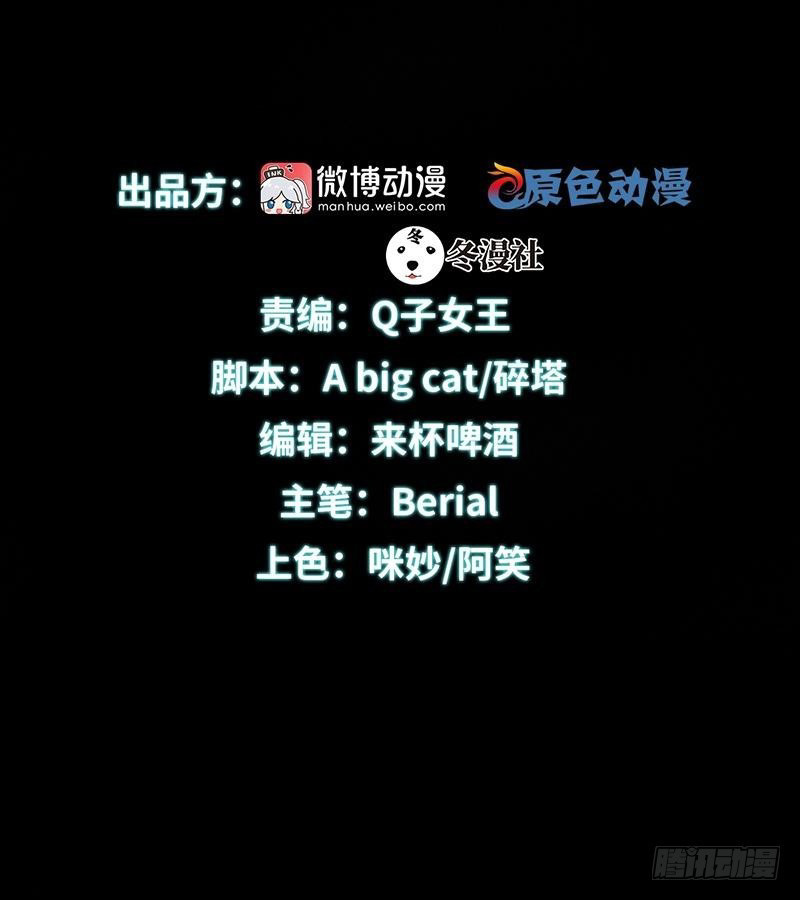 出品方：INK 微博动漫 原色动漫
manhua.weibo.com
冬 冬漫社
责编：Q子女王
脚本：A big cat/碎塔
编辑：来杯啤酒
主笔：Berial
上色：咪妙/阿笑
腾讯动漫